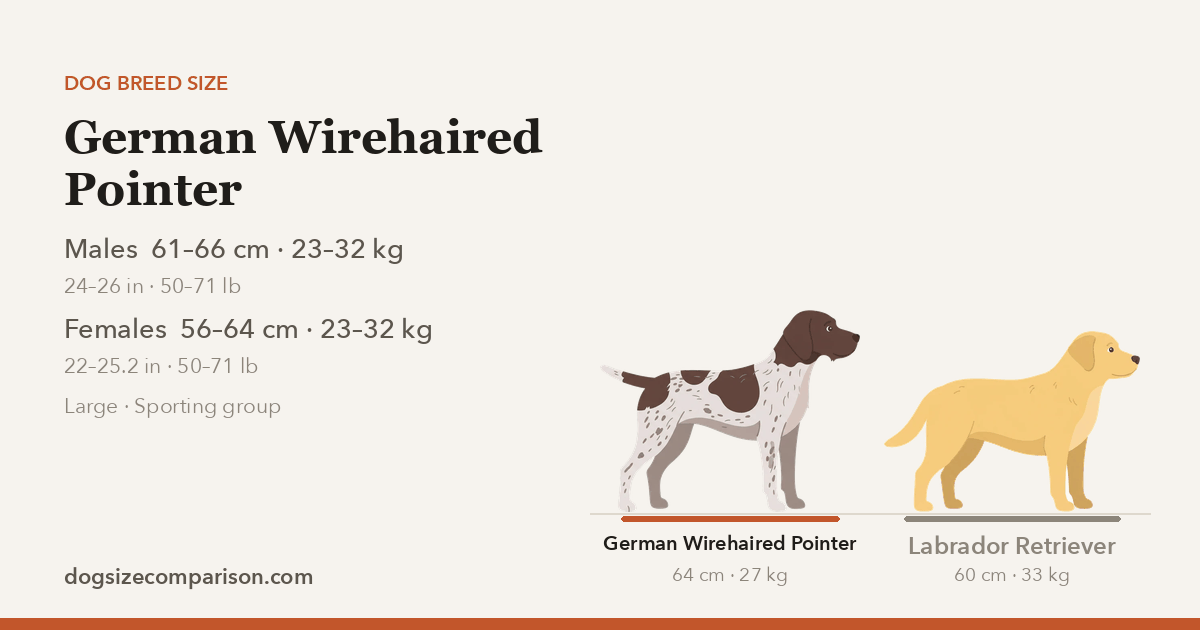 DOG BREED SIZE
German Wirehaired
Pointer
Males 61–66 cm · 23–32 kg
24–26 in · 50–71 lb
Females 56–64 cm · 23–32 kg
22–25.2 in · 50–71 lb
Large · Sporting group
German Wirehaired Pointer
64 cm · 27 kg
Labrador Retriever
60 cm · 33 kg
dogsizecomparison.com